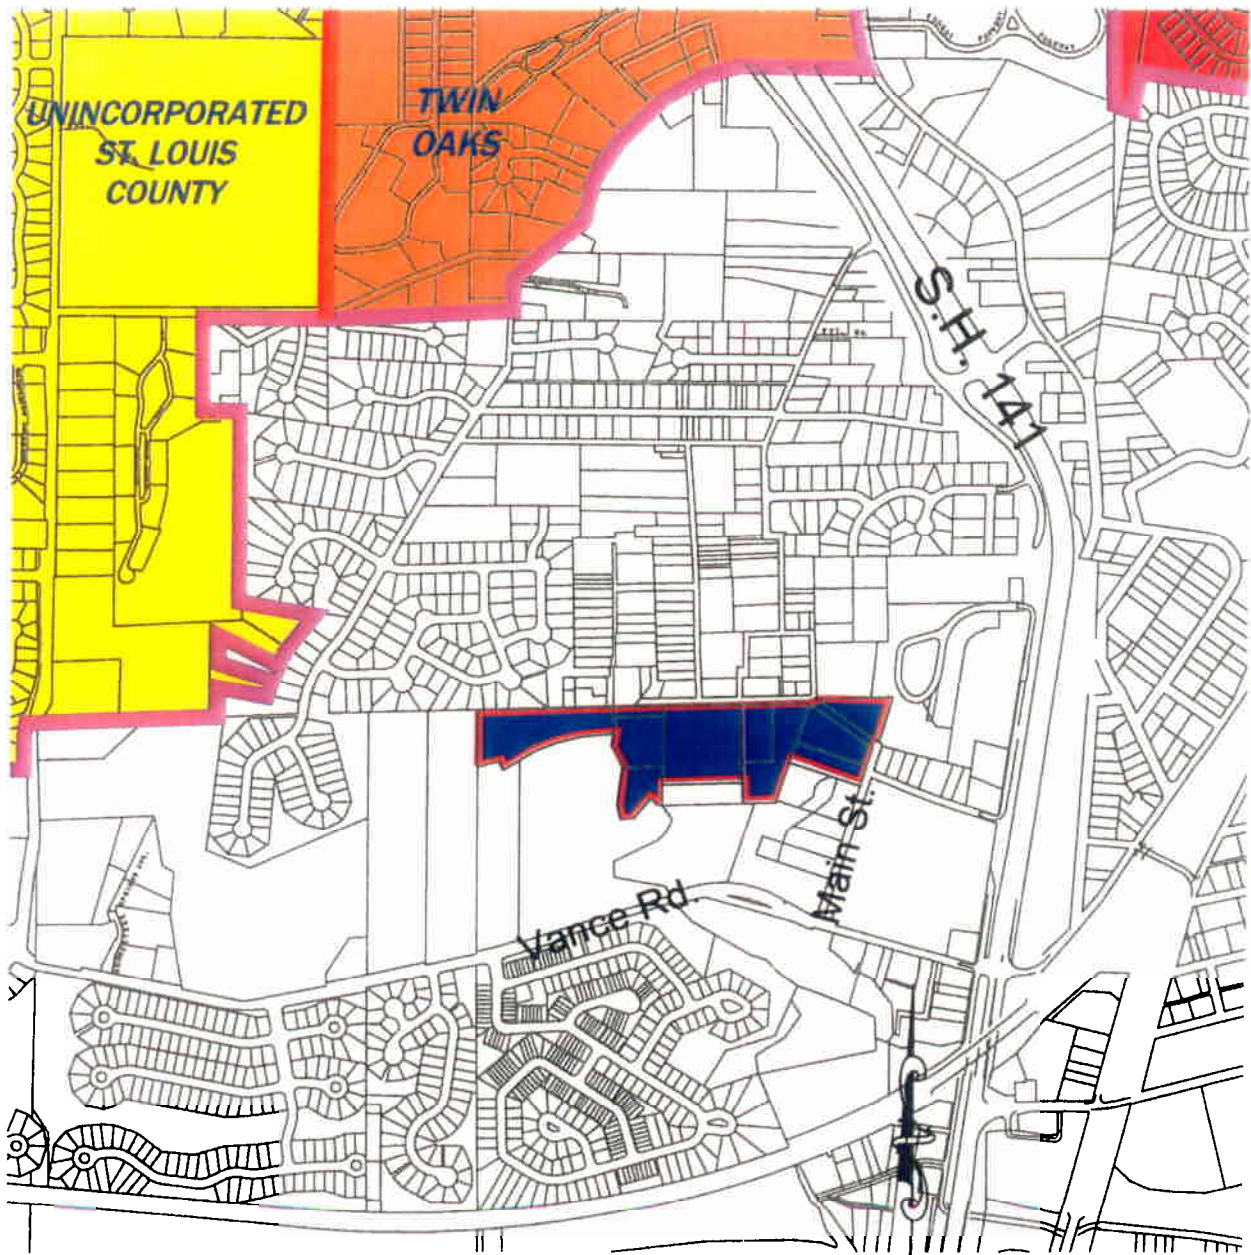 UNINCORPORATED
ST. LOUIS
COUNTY
TWIN
OAKS
S.H. 141
Main St.
Vance Rd.